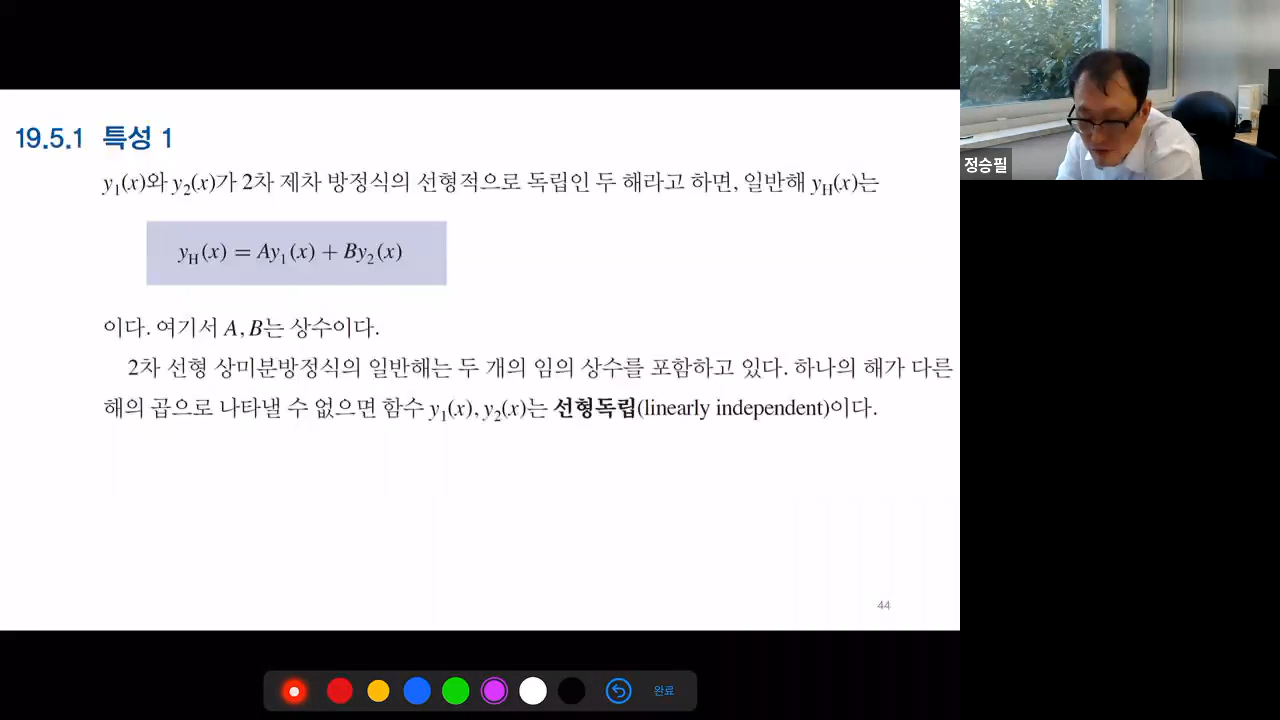 19.5.1 특성 1
y₁(x)와 y₂(x)가 2차 제차 방정식의 선형적으로 독립인 두 해라고 하면, 일반해 y_H(x)는
y_H(x) = Ay₁(x) + By₂(x)
이다. 여기서 A, B는 상수이다.
2차 선형 상미분방정식의 일반해는 두 개의 임의 상수를 포함하고 있다. 하나의 해가 다른
해의 곱으로 나타낼 수 없으면 함수 y₁(x), y₂(x)는 선형독립(linearly independent)이다.
44
정승필
완료